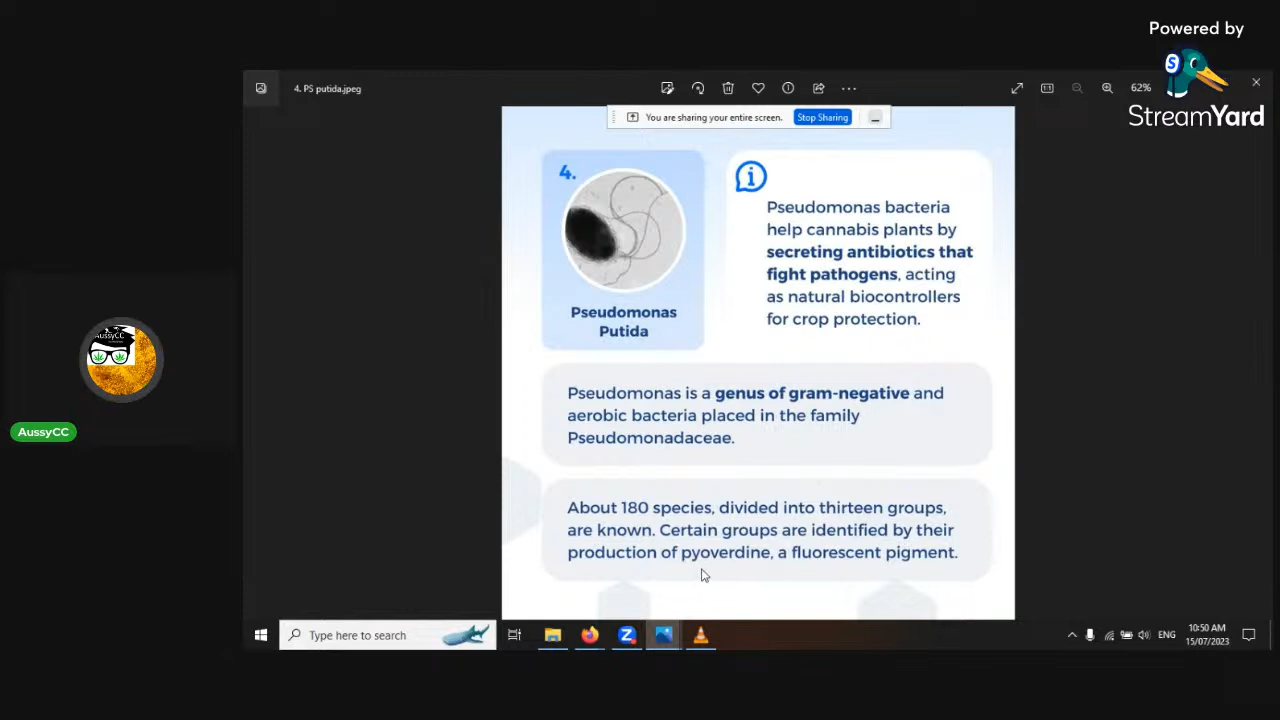 Powered by
S
StreamYard
4. PS putida.jpeg
62%
You are sharing your entire screen.
Stop Sharing
4.
Pseudomonas
Putida
i
Pseudomonas bacteria
help cannabis plants by
secreting antibiotics that
fight pathogens, acting
as natural biocontrollers
for crop protection.
Pseudomonas is a genus of gram-negative and
aerobic bacteria placed in the family
Pseudomonadaceae.
About 180 species, divided into thirteen groups,
are known. Certain groups are identified by their
production of pyoverdine, a fluorescent pigment.
AussyCC
AussyCC
Type here to search
Z
ENG
10:50 AM
15/07/2023